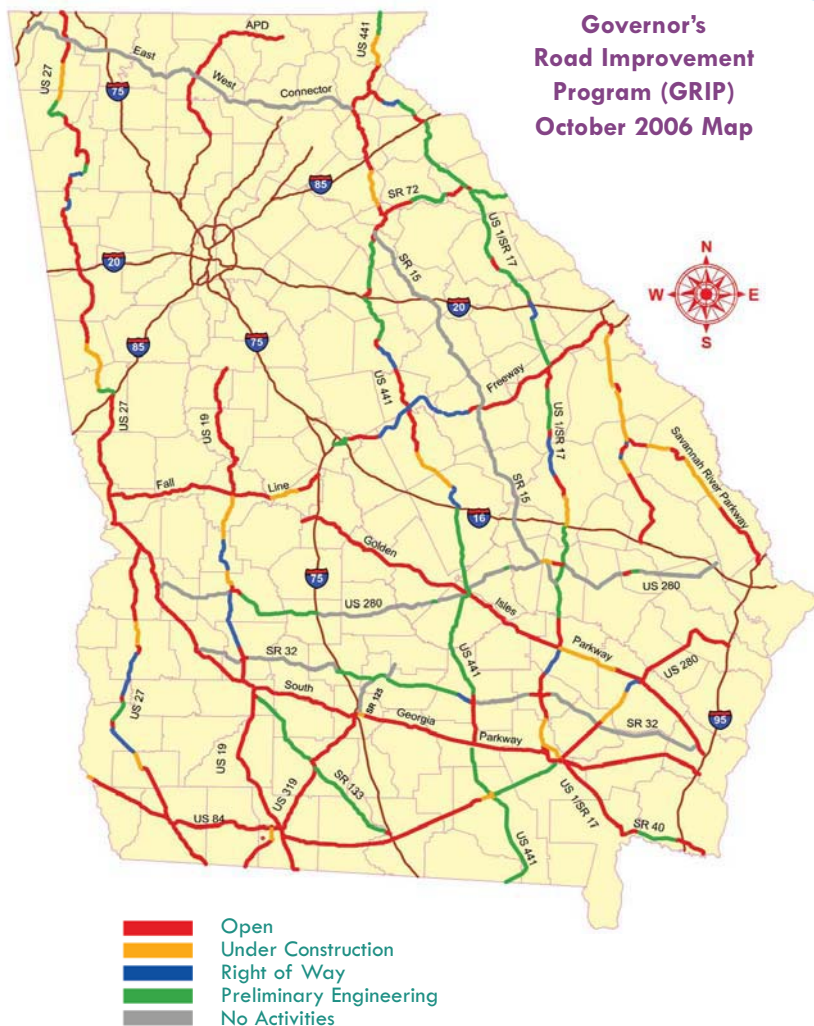 Governor's
Road Improvement
Program (GRIP)
October 2006 Map
APD
US 441
US 27
East
West
Connector
75
85
SR 72
US 1/SR 17
SR 15
20
20
N
W
E
S
85
75
US 27
US 19
US 441
Freeway
US 1/SR 17
Savannah River Parkway
Fall
Line
SR 15
16
Golden
75
US 280
Isles
US 280
Parkway
US 441
US 280
SR 32
SR 125
South
Georgia
Parkway
SR 32
95
US 27
US 19
US 319
SR 133
US 84
US 1/SR 17
SR 40
US 441
Open
Under Construction
Right of Way
Preliminary Engineering
No Activities